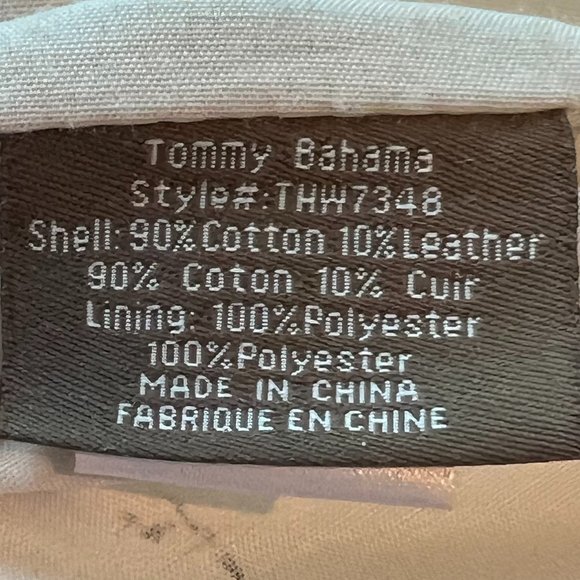 Tommy Bahama
Style#:THW7348
Shell: 90%Cotton 10%Leather
90% Coton 10% Cuir
Lining: 100%Polyester
100%Polyester
MADE IN CHINA
FABRIQUE EN CHINE